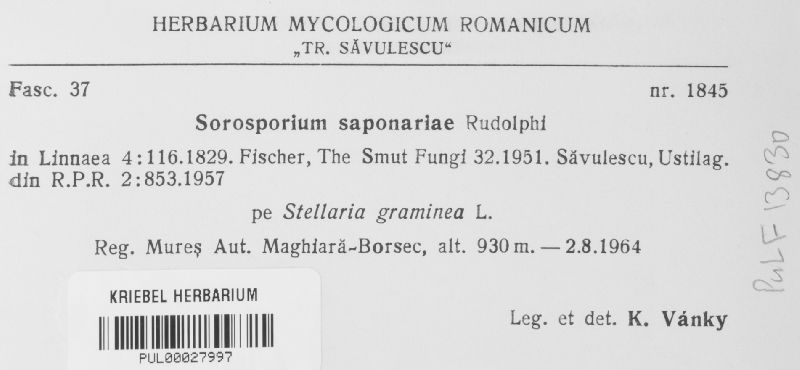 HERBARIUM MYCOLOGICUM ROMANICUM
„TR. SĂVULESCU“
Fasc. 37 nr. 1845
Sorosporium saponariae Rudolphi
in Linnaea 4:116.1829. Fischer, The Smut Fungi 32.1951. Săvulescu, Ustilag.
din R.P.R. 2:853.1957
pe Stellaria graminea L.
Reg. Mureș Aut. Maghiară-Borsec, alt. 930 m. — 2.8.1964
Leg. et det. K. Vánky
KRIEBEL HERBARIUM
PUL00027997
PuLF 13830